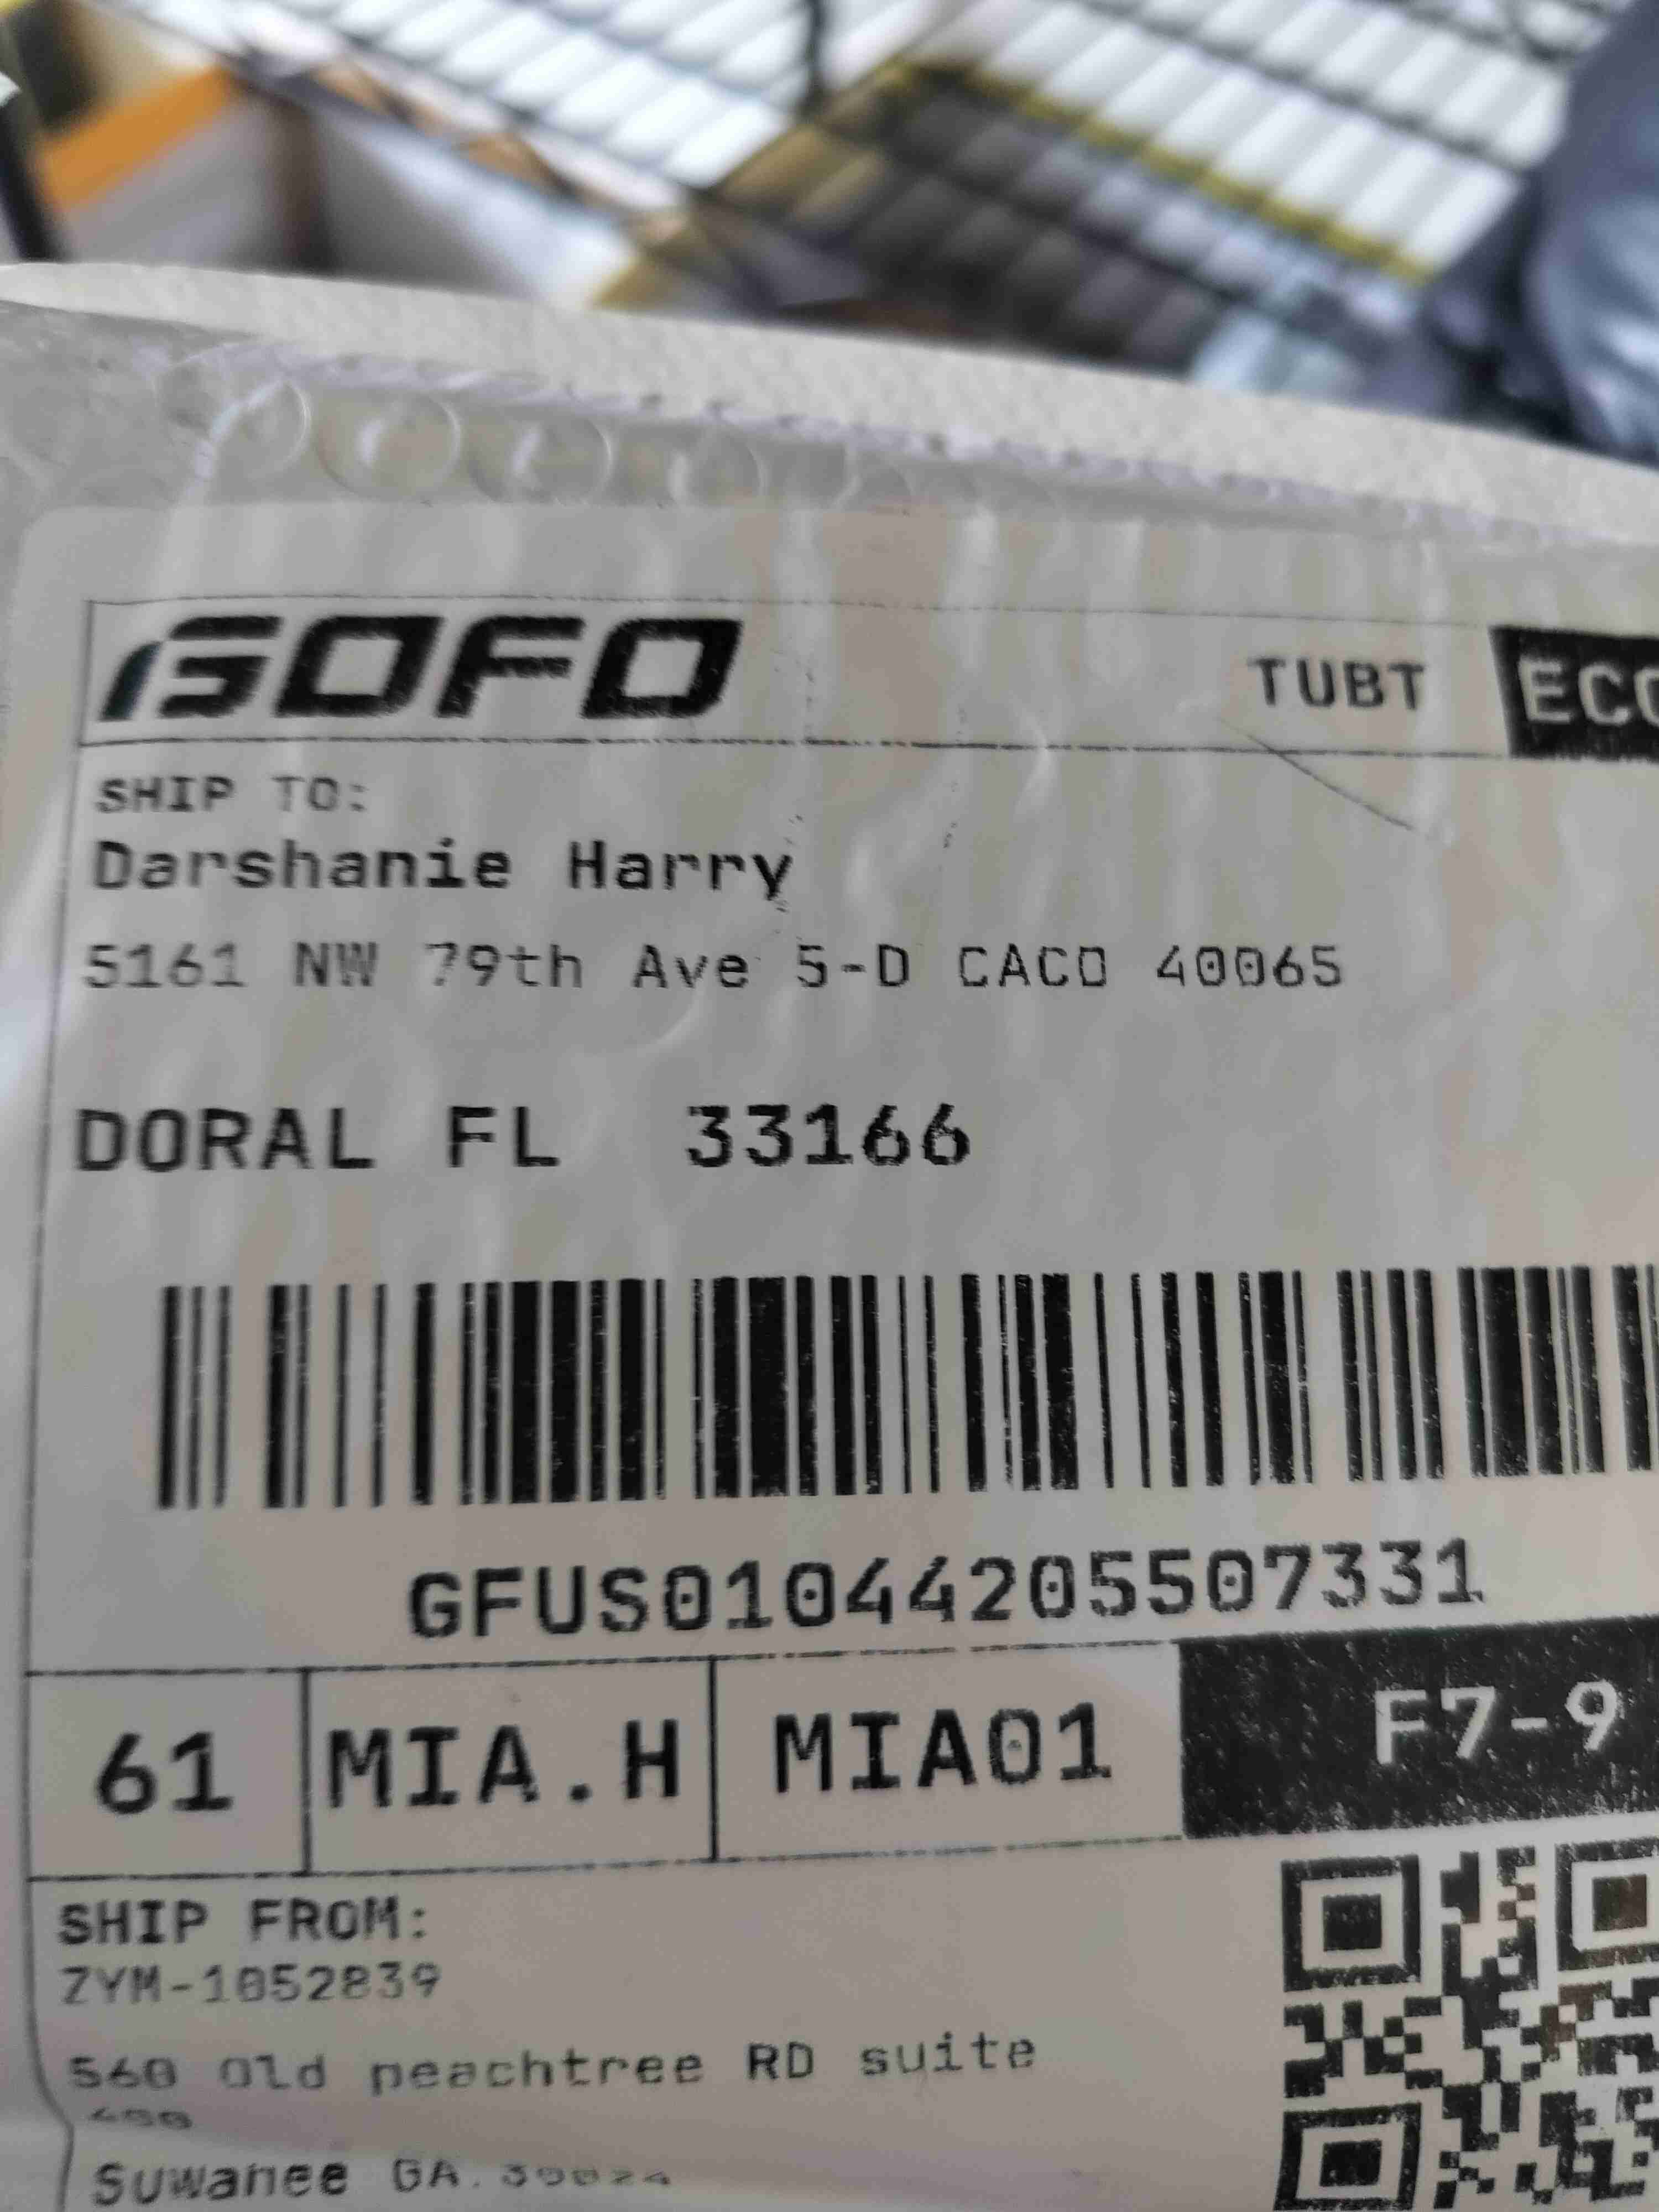 GOFO
TUBT ECO
SHIP TO:
Darshanie Harry
5161 NW 79th Ave 5-D CACO 40065
DORAL FL 33166
GFUS01044205507331
61 MIA.H MIA01 F7-9
SHIP FROM:
ZYM-1052839
560 Old peachtree RD suite
Suwanee GA.